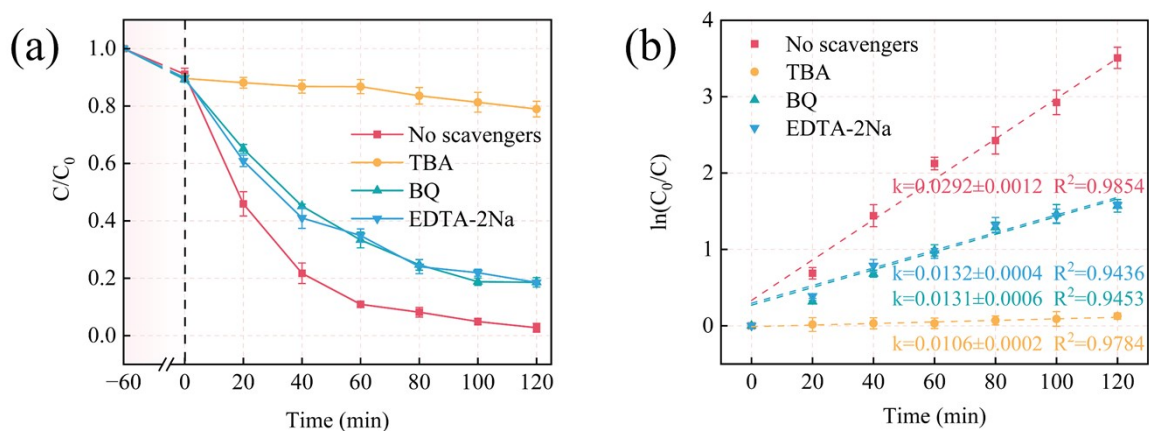 (a)
C/C0
1.0
0.8
0.6
0.4
0.2
0.0
No scavengers
TBA
BQ
EDTA-2Na
−60
0
20
40
60
80
100
120
Time (min)
(b)
ln(C0/C)
4
3
2
1
0
No scavengers
TBA
BQ
EDTA-2Na
k=0.0292±0.0012 R²=0.9854
k=0.0132±0.0004 R²=0.9436
k=0.0131±0.0006 R²=0.9453
k=0.0106±0.0002 R²=0.9784
0
20
40
60
80
100
120
Time (min)